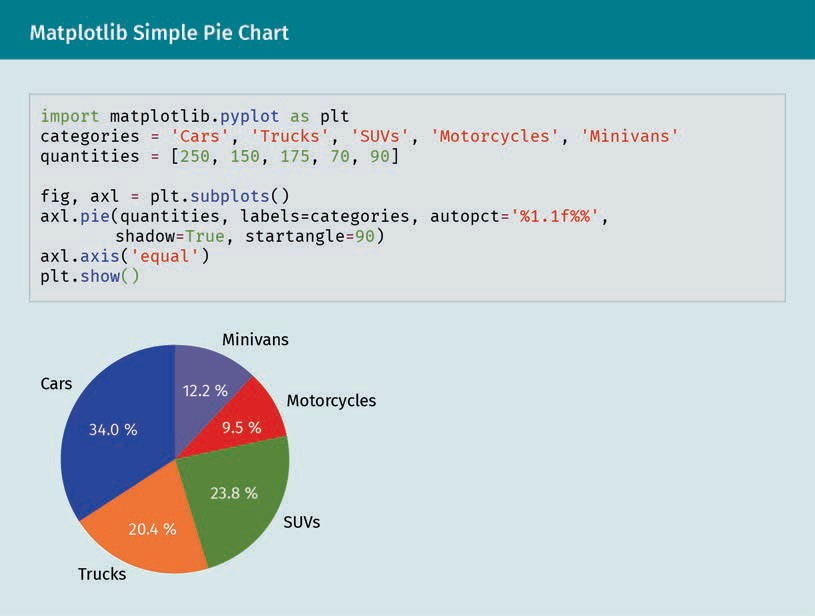 Matplotlib Simple Pie Chart
import matplotlib.pyplot as plt
categories = 'Cars', 'Trucks', 'SUVs', 'Motorcycles', 'Minivans'
quantities = [250, 150, 175, 70, 90]
fig, axl = plt.subplots()
axl.pie(quantities, labels=categories, autopct='%1.1f%%',
shadow=True, startangle=90)
axl.axis('equal')
plt.show()
Minivans
Cars
12.2 %
Motorcycles
34.0 %
9.5 %
23.8 %
SUVs
20.4 %
Trucks